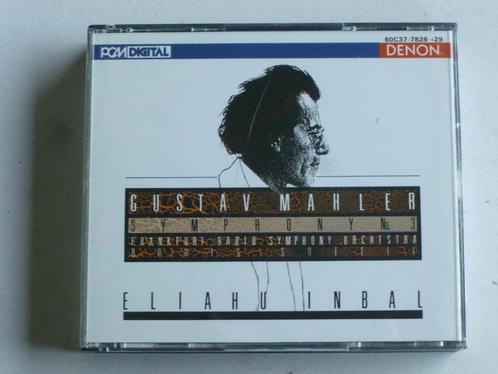 PCM DIGITAL
60C37-7828→29
DENON
GUSTAV MAHLER
SYMPHONY No. 3
FRANKFURT RADIO SYMPHONY ORCHESTRA
ELIAHU INBAL